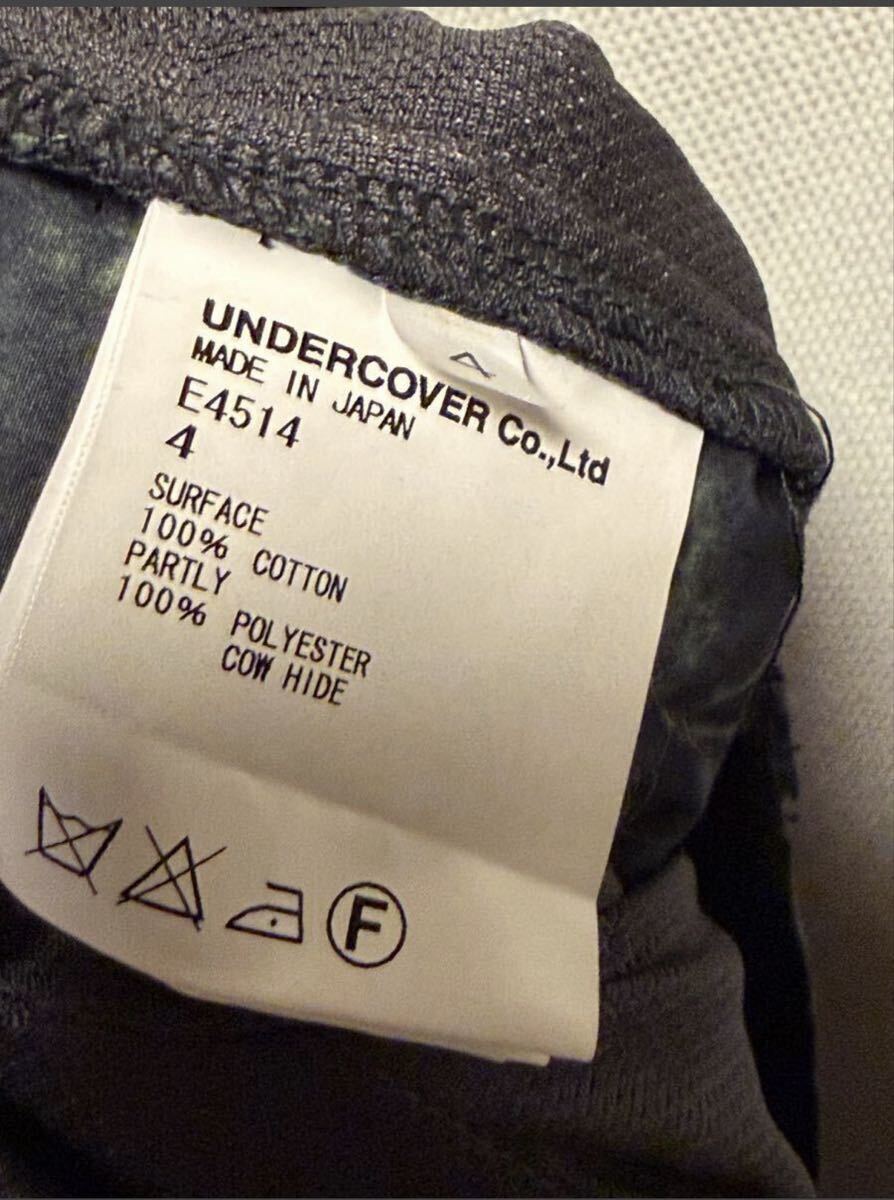 UNDERCOVER Co.,Ltd
MADE IN JAPAN
E4514
4
SURFACE
100% COTTON
PARTLY
100% POLYESTER
COW HIDE
F